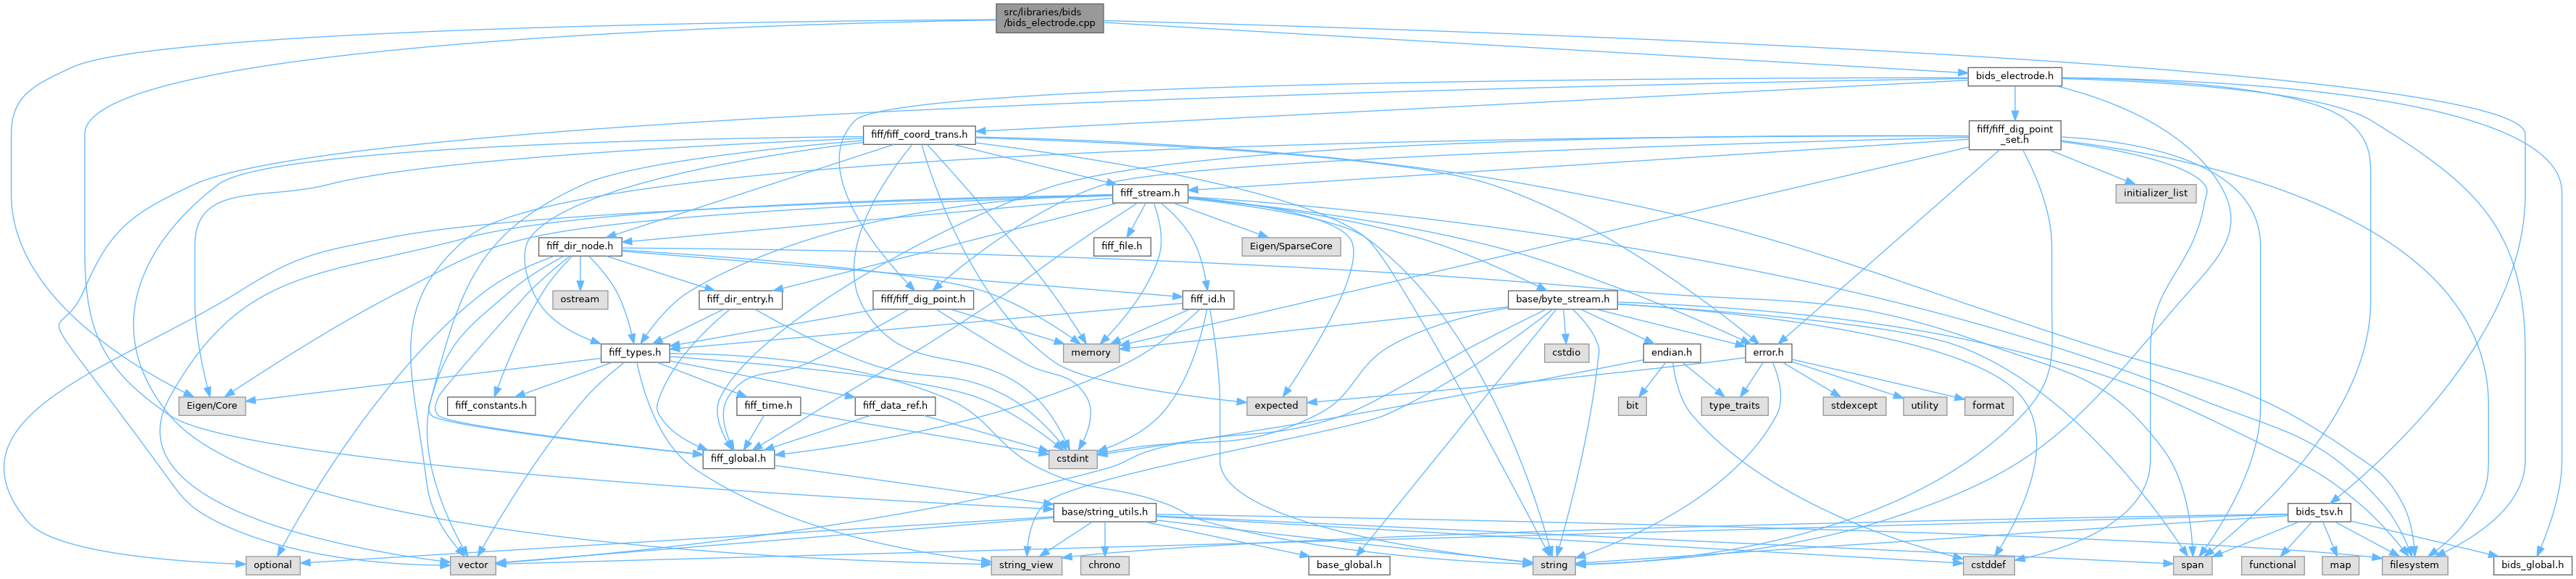 src/libraries/bids
/bids_electrode.cpp
bids_electrode.h
fiff/fiff_coord_trans.h
fiff/fiff_dig_point
_set.h
fiff_stream.h
initializer_list
fiff_dir_node.h
fiff_file.h
Eigen/SparseCore
ostream
fiff_dir_entry.h
fiff/fiff_dig_point.h
fiff_id.h
base/byte_stream.h
fiff_types.h
memory
cstdio
endian.h
error.h
Eigen/Core
fiff_constants.h
fiff_time.h
fiff_data_ref.h
expected
bit
type_traits
stdexcept
utility
format
fiff_global.h
cstdint
base/string_utils.h
bids_tsv.h
optional
vector
string_view
chrono
base_global.h
string
cstddef
span
functional
map
filesystem
bids_global.h